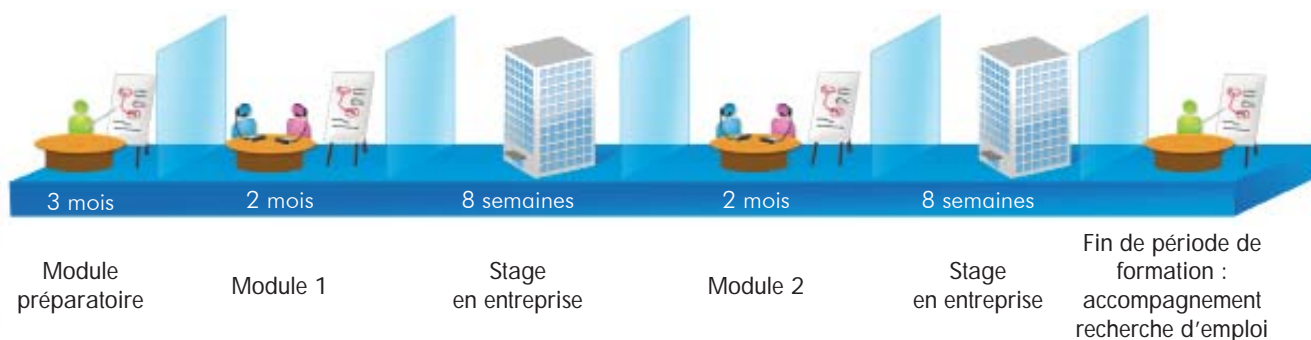 3 mois
2 mois
8 semaines
2 mois
8 semaines
Module
préparatoire
Module 1
Stage
en entreprise
Module 2
Stage
en entreprise
Fin de période de
formation :
accompagnement
recherche d'emploi